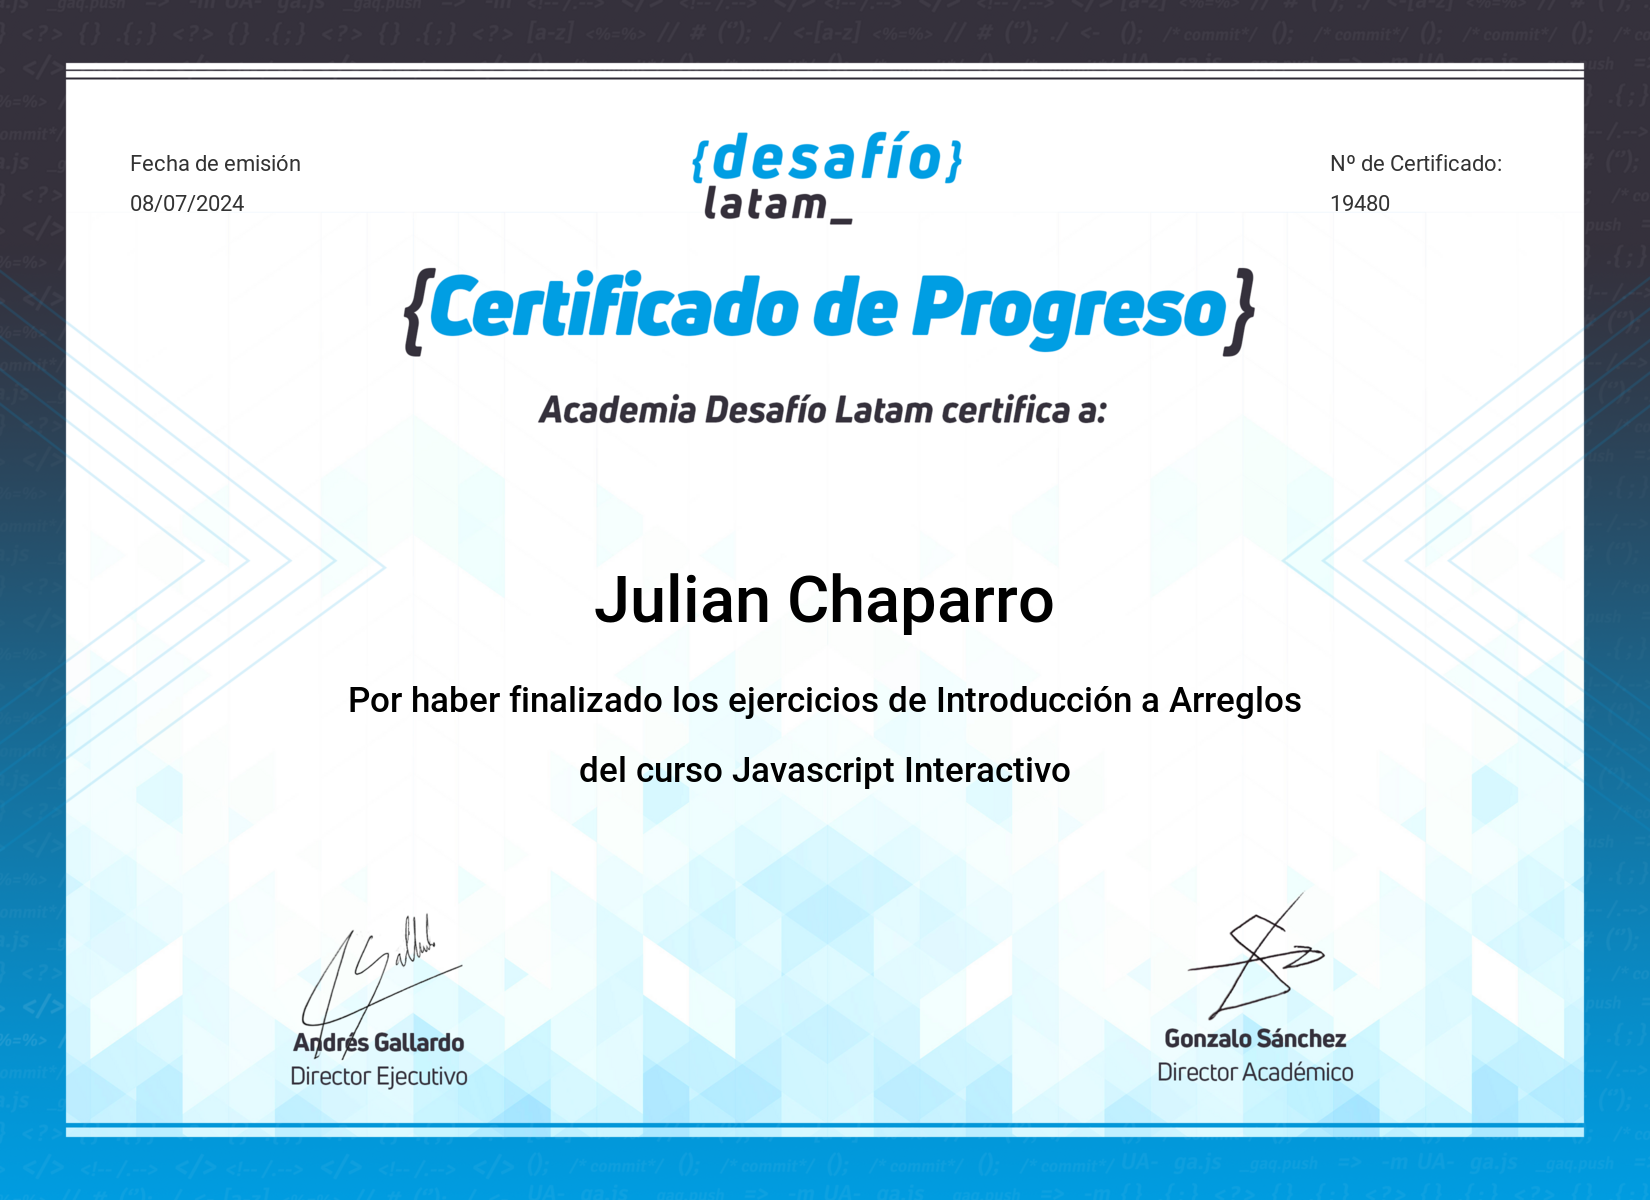 Fecha de emisión
08/07/2024
{desafío}
latam_
Nº de Certificado:
19480
{Certificado de Progreso}
Academia Desafío Latam certifica a:
Julian Chaparro
Por haber finalizado los ejercicios de Introducción a Arreglos
del curso Javascript Interactivo
Andrés Gallardo
Director Ejecutivo
Gonzalo Sánchez
Director Académico